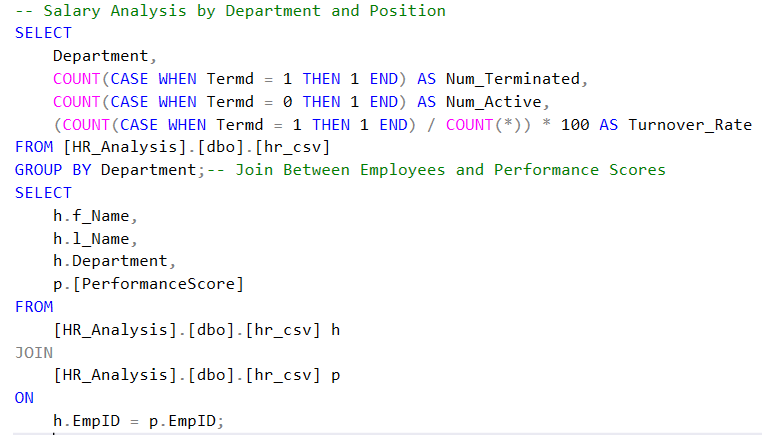 -- Salary Analysis by Department and Position
SELECT
    Department,
    COUNT(CASE WHEN Termd = 1 THEN 1 END) AS Num_Terminated,
    COUNT(CASE WHEN Termd = 0 THEN 1 END) AS Num_Active,
    (COUNT(CASE WHEN Termd = 1 THEN 1 END) / COUNT(*)) * 100 AS Turnover_Rate
FROM [HR_Analysis].[dbo].[hr_csv]
GROUP BY Department;-- Join Between Employees and Performance Scores
SELECT
    h.f_Name,
    h.l_Name,
    h.Department,
    p.[PerformanceScore]
FROM
    [HR_Analysis].[dbo].[hr_csv] h
JOIN
    [HR_Analysis].[dbo].[hr_csv] p
ON
    h.EmpID = p.EmpID;